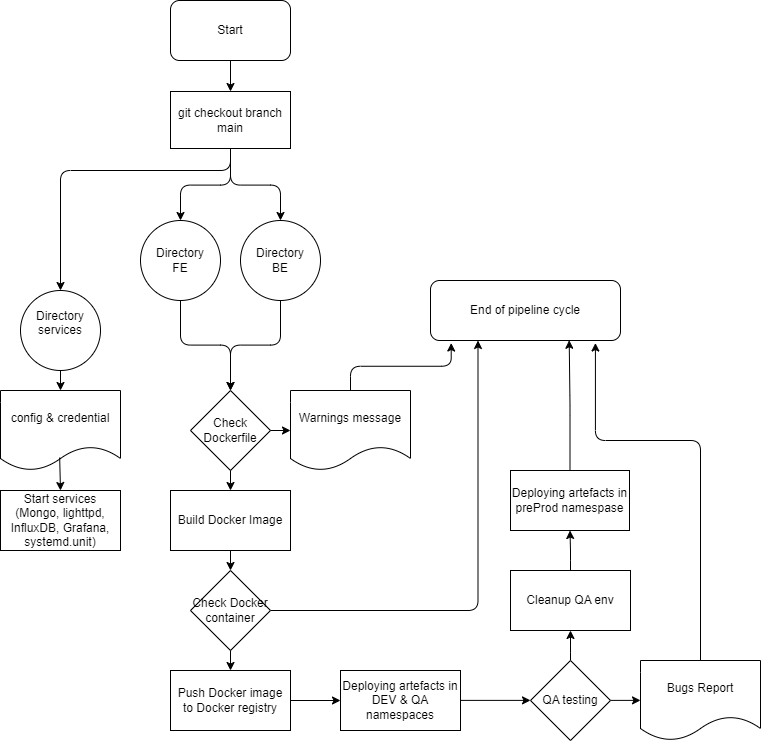 Start
git checkout branch
main
Directory
FE
Directory
BE
Directory
services
End of pipeline cycle
config & credential
Check
Dockerfile
Warnings message
Start services
(Mongo, lighttpd,
InfluxDB, Grafana,
systemd.unit)
Build Docker Image
Deploying artefacts in
preProd namespase
Check Docker
container
Cleanup QA env
Push Docker image
to Docker registry
Deploying artefacts in
DEV & QA
namespaces
QA testing
Bugs Report